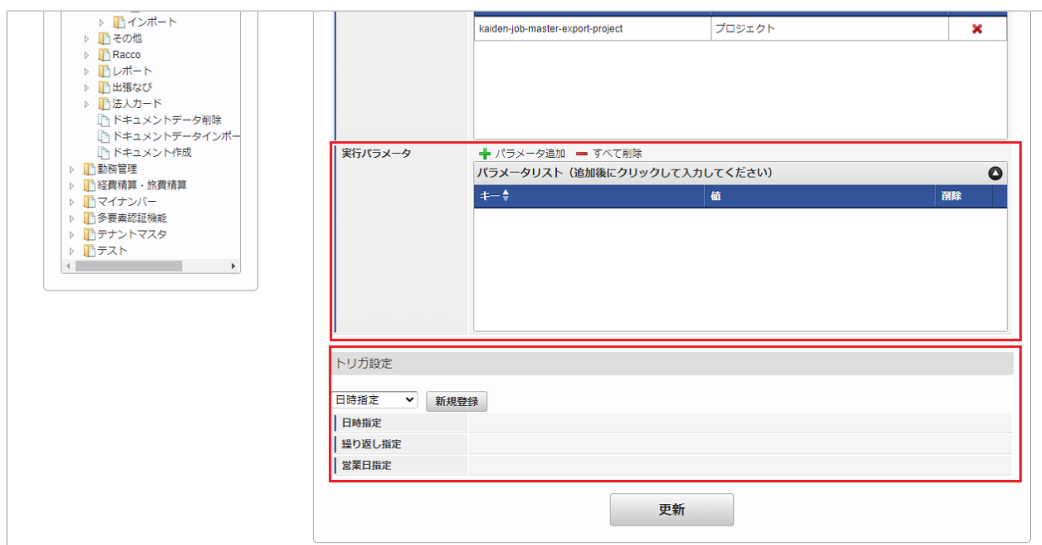 インポート
その他
Racco
レポート
出張なび
法人カード
ドキュメントデータ削除
ドキュメントデータインポー
ドキュメント作成
勤務管理
経費精算・旅費精算
マイナンバー
多要素認証機能
テナントマスタ
テスト
kaiden-job-master-export-project プロジェクト
実行パラメータ
パラメータ追加 すべて削除
パラメータリスト（追加後にクリックして入力してください）
キー 値 削除
トリガ設定
日時指定 新規登録
日時指定
繰り返し指定
営業日指定
更新